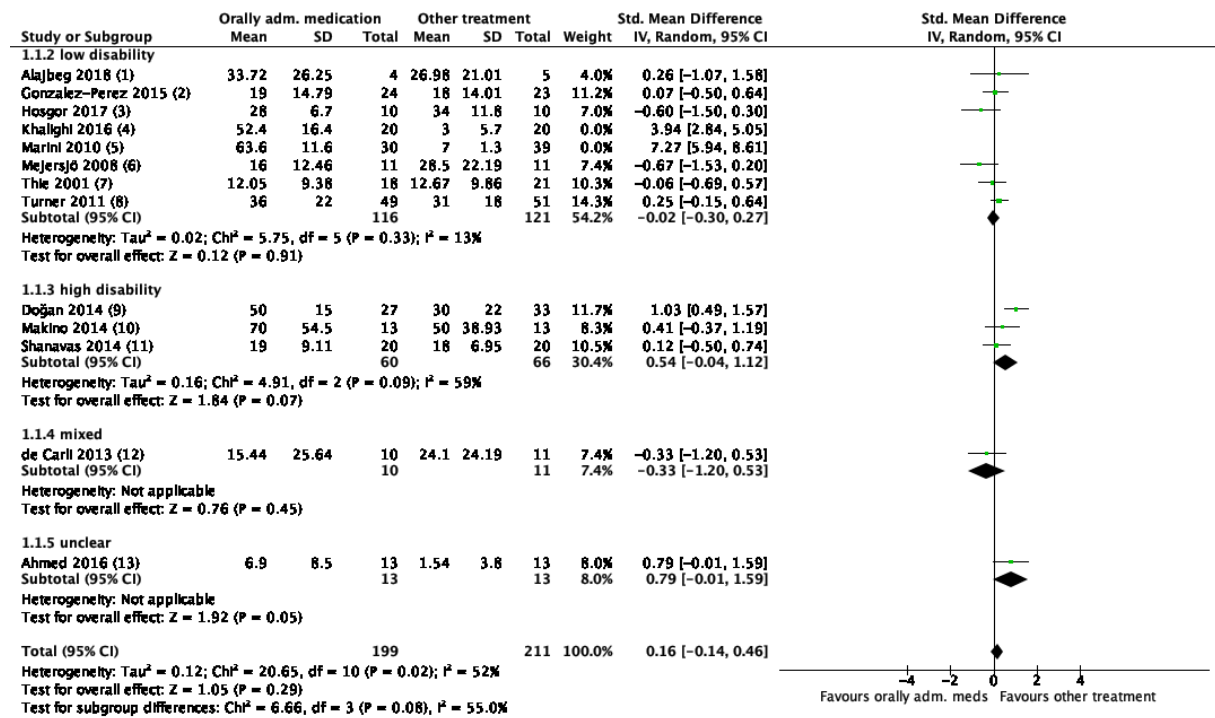 Orally adm. medication Other treatment Std. Mean Difference Std. Mean Difference
Study or Subgroup Mean SD Total Mean SD Total Weight IV, Random, 95% CI IV, Random, 95% CI
1.1.2 low disability
Alajbeg 2018 (1) 33.72 26.25 4 26.98 21.01 5 4.0% 0.26 [−1.07, 1.58]
Gonzalez−Perez 2015 (2) 19 14.79 24 18 14.01 23 11.2% 0.07 [−0.50, 0.64]
Hosgor 2017 (3) 28 6.7 10 34 11.8 10 7.0% −0.60 [−1.50, 0.30]
Khalighi 2016 (4) 52.4 16.4 20 3 5.7 20 0.0% 3.94 [2.84, 5.05]
Marini 2010 (5) 63.6 11.6 30 7 1.3 39 0.0% 7.27 [5.94, 8.61]
Mejersjö 2008 (6) 16 12.46 11 28.5 22.19 11 7.4% −0.67 [−1.53, 0.20]
Thie 2001 (7) 12.05 9.38 18 12.67 9.86 21 10.3% −0.06 [−0.69, 0.57]
Turner 2011 (8) 36 22 49 31 18 51 14.3% 0.25 [−0.15, 0.64]
Subtotal (95% CI) 116 121 54.2% −0.02 [−0.30, 0.27]
Heterogeneity: Tau² = 0.02; Chi² = 5.75, df = 5 (P = 0.33); I² = 13%
Test for overall effect: Z = 0.12 (P = 0.91)
1.1.3 high disability
Doğan 2014 (9) 50 15 27 30 22 33 11.7% 1.03 [0.49, 1.57]
Makino 2014 (10) 70 54.5 13 50 38.93 13 8.3% 0.41 [−0.37, 1.19]
Shanavas 2014 (11) 19 9.11 20 18 6.95 20 10.5% 0.12 [−0.50, 0.74]
Subtotal (95% CI) 60 66 30.4% 0.54 [−0.04, 1.12]
Heterogeneity: Tau² = 0.16; Chi² = 4.91, df = 2 (P = 0.09); I² = 59%
Test for overall effect: Z = 1.84 (P = 0.07)
1.1.4 mixed
de Carli 2013 (12) 15.44 25.64 10 24.1 24.19 11 7.4% −0.33 [−1.20, 0.53]
Subtotal (95% CI) 10 11 7.4% −0.33 [−1.20, 0.53]
Heterogeneity: Not applicable
Test for overall effect: Z = 0.76 (P = 0.45)
1.1.5 unclear
Ahmed 2016 (13) 6.9 8.5 13 1.54 3.8 13 8.0% 0.79 [−0.01, 1.59]
Subtotal (95% CI) 13 13 8.0% 0.79 [−0.01, 1.59]
Heterogeneity: Not applicable
Test for overall effect: Z = 1.92 (P = 0.05)
Total (95% CI) 199 211 100.0% 0.16 [−0.14, 0.46]
Heterogeneity: Tau² = 0.12; Chi² = 20.65, df = 10 (P = 0.02); I² = 52%
Test for overall effect: Z = 1.05 (P = 0.29)
Test for subgroup differences: Chi² = 6.66, df = 3 (P = 0.08), I² = 55.0%
−4 −2 0 2 4
Favours orally adm. meds Favours other treatment